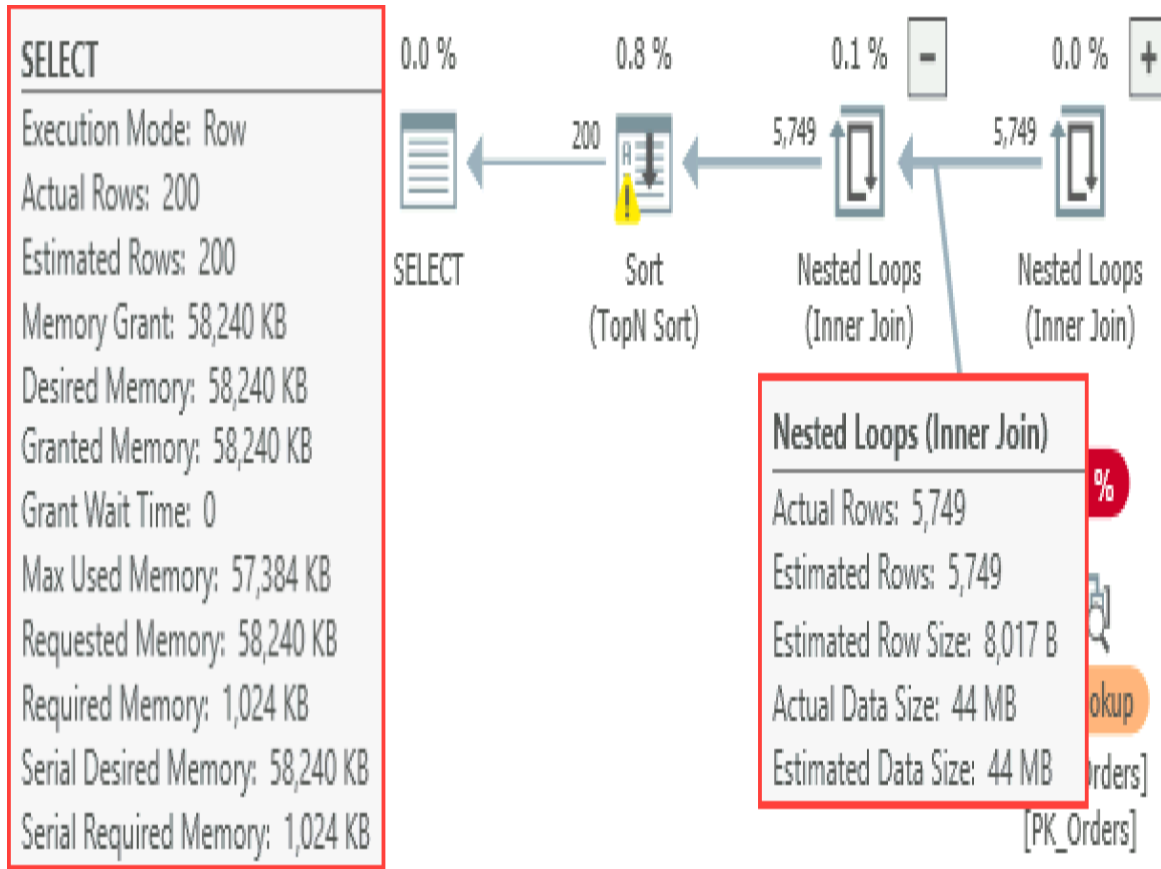 SELECT
Execution Mode: Row
Actual Rows: 200
Estimated Rows: 200
Memory Grant: 58,240 KB
Desired Memory: 58,240 KB
Granted Memory: 58,240 KB
Grant Wait Time: 0
Max Used Memory: 57,384 KB
Requested Memory: 58,240 KB
Required Memory: 1,024 KB
Serial Desired Memory: 58,240 KB
Serial Required Memory: 1,024 KB
0.0 %
0.8 %
0.1 %
0.0 %
200
5,749
5,749
SELECT
Sort
(TopN Sort)
Nested Loops
(Inner Join)
Nested Loops
(Inner Join)
Nested Loops (Inner Join)
Actual Rows: 5,749
Estimated Rows: 5,749
Estimated Row Size: 8,017 B
Actual Data Size: 44 MB
Estimated Data Size: 44 MB
%
ookup
Orders]
[PK_Orders]